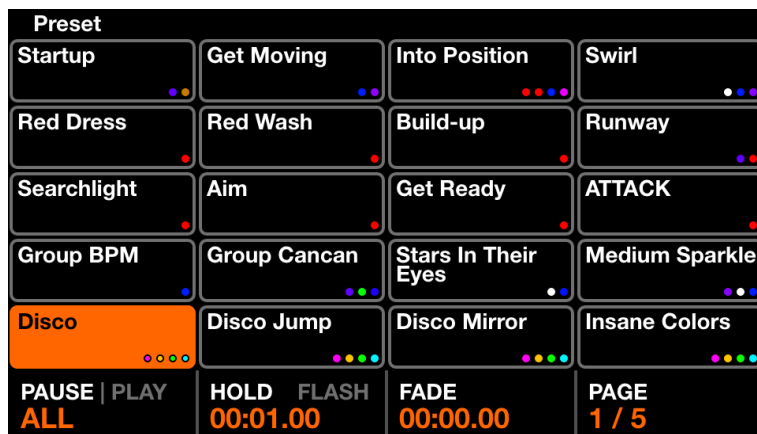 Preset
Startup
Get Moving
Into Position
Swirl
Red Dress
Red Wash
Build-up
Runway
Searchlight
Aim
Get Ready
ATTACK
Group BPM
Group Cancan
Stars In Their
Eyes
Medium Sparkle
Disco
Disco Jump
Disco Mirror
Insane Colors
PAUSE | PLAY
ALL
HOLD FLASH
00:01.00
FADE
00:00.00
PAGE
1 / 5